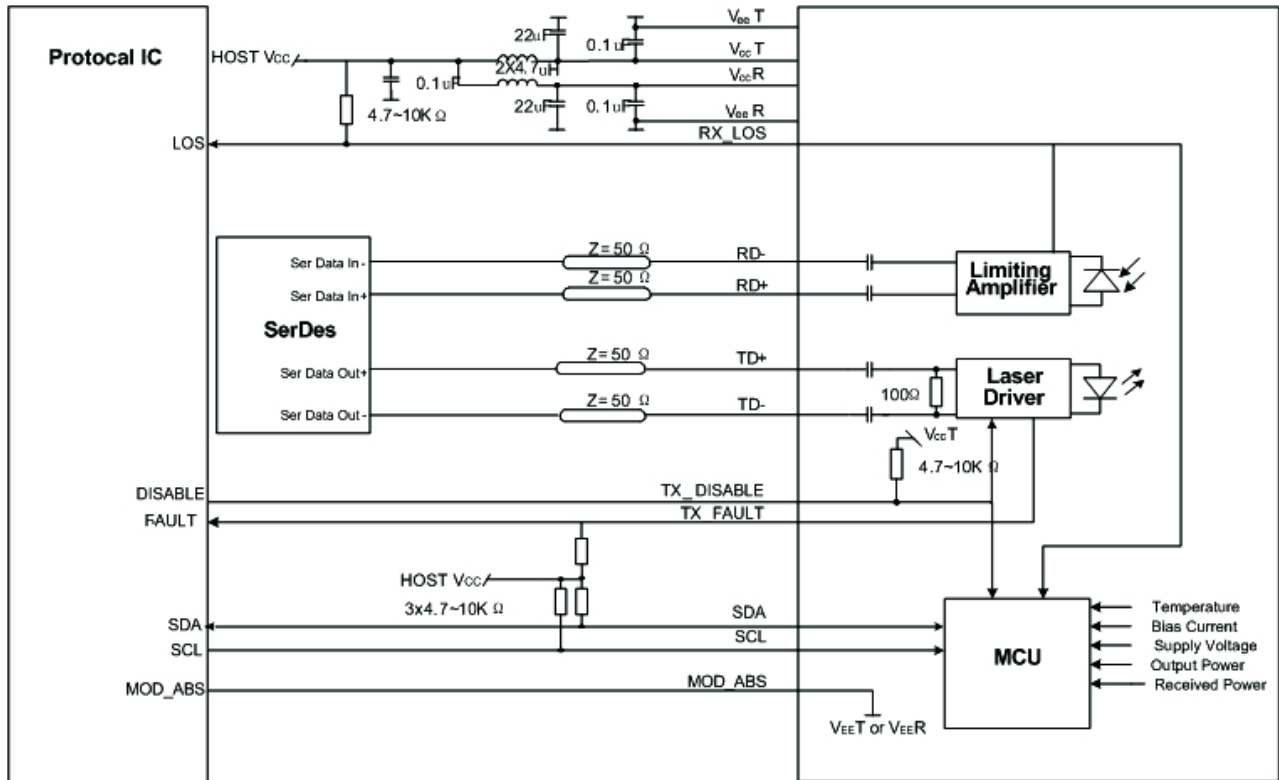 Protocal IC
HOST Vcc
22uF
0.1uF
VeeT
VccT
2X4.7uH
VccR
0.1uF
4.7~10K Ω
22uF
0.1uF
VeeR
LOS
RX_LOS
Z= 50 Ω
RD-
Ser Data In -
Z= 50 Ω
RD+
Ser Data In+
Limiting
Amplifier
SerDes
Z= 50 Ω
TD+
Ser Data Out+
Z= 50 Ω
TD-
Ser Data Out -
100Ω
Laser
Driver
VccT
4.7~10K Ω
DISABLE
TX_DISABLE
FAULT
TX_FAULT
HOST Vcc
3x4.7~10K Ω
SDA
SDA
SCL
SCL
MOD_ABS
MOD_ABS
VEET or VEER
MCU
Temperature
Bias Current
Supply Voltage
Output Power
Received Power